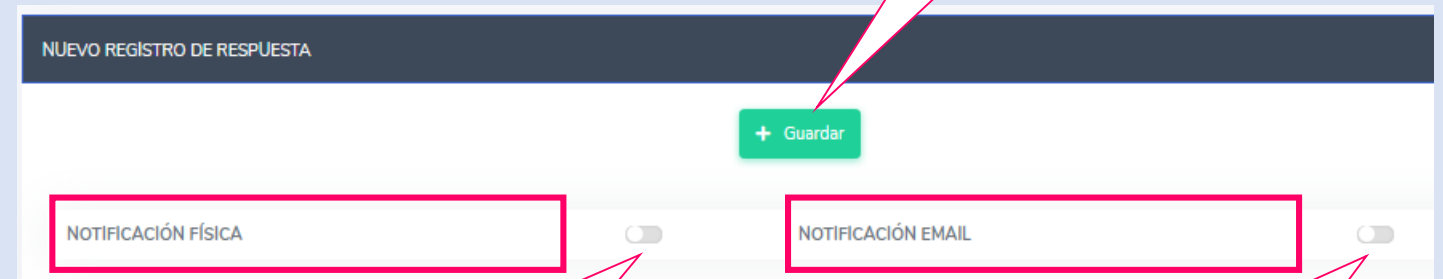 NUEVO REGISTRO DE RESPUESTA
+ Guardar
NOTIFICACIÓN FÍSICA
NOTIFICACIÓN EMAIL